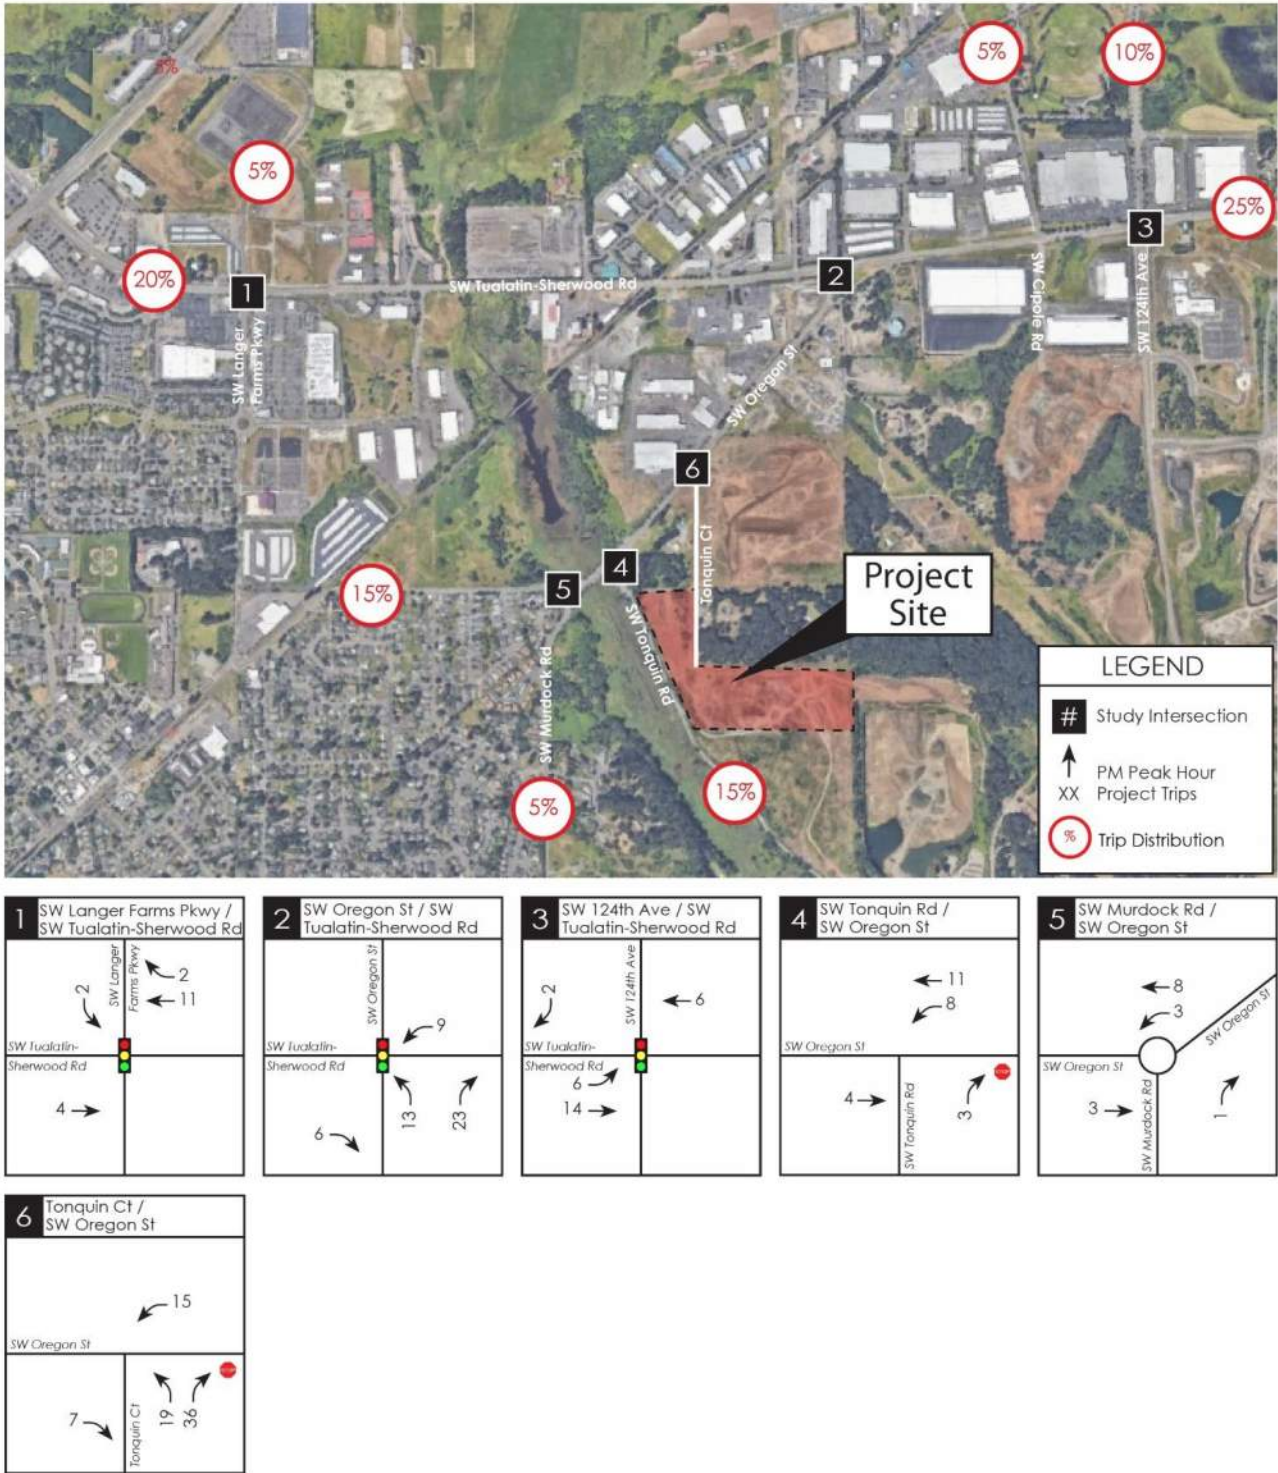 5%
5%
10%
5%
25%
20%
1
2
3
SW Tualatin-Sherwood Rd
SW Langer
Farms Pkwy
SW Oregon St
SW Cipole Rd
SW 124th Ave
6
Tonquin Ct
4
5
15%
Project
Site
SW Tonquin Rd
SW Murdock Rd
5%
15%
LEGEND
# Study Intersection
PM Peak Hour
XX Project Trips
% Trip Distribution
1 SW Langer Farms Pkwy /
SW Tualatin-Sherwood Rd
SW Langer
Farms Pkwy
2
2
11
SW Tualatin-
Sherwood Rd
4
2 SW Oregon St / SW
Tualatin-Sherwood Rd
SW Oregon St
9
SW Tualatin-
Sherwood Rd
6
13
23
3 SW 124th Ave / SW
Tualatin-Sherwood Rd
SW 124th Ave
2
6
SW Tualatin-
Sherwood Rd
6
14
4 SW Tonquin Rd /
SW Oregon St
11
8
SW Oregon St
4
SW Tonquin Rd
3
STOP
5 SW Murdock Rd /
SW Oregon St
8
3
SW Oregon St
SW Oregon St
3
SW Murdock Rd
1
6 Tonquin Ct /
SW Oregon St
15
SW Oregon St
7
Tonquin Ct
19
36
STOP